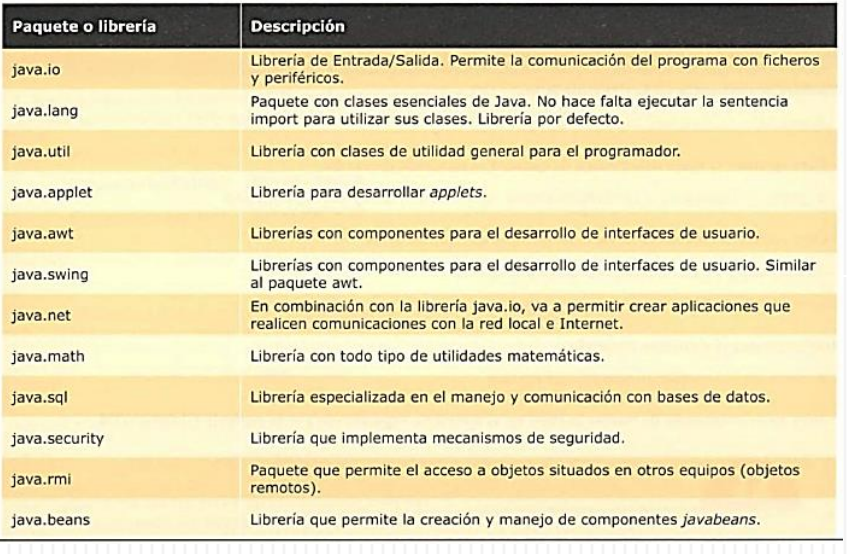 Paquete o librería Descripción
java.io Librería de Entrada/Salida. Permite la comunicación del programa con ficheros
y periféricos.
java.lang Paquete con clases esenciales de Java. No hace falta ejecutar la sentencia
import para utilizar sus clases. Librería por defecto.
java.util Librería con clases de utilidad general para el programador.
java.applet Librería para desarrollar applets.
java.awt Librerías con componentes para el desarrollo de interfaces de usuario.
java.swing Librerías con componentes para el desarrollo de interfaces de usuario. Similar
al paquete awt.
java.net En combinación con la librería java.io, va a permitir crear aplicaciones que
realicen comunicaciones con la red local e Internet.
java.math Librería con todo tipo de utilidades matemáticas.
java.sql Librería especializada en el manejo y comunicación con bases de datos.
java.security Librería que implementa mecanismos de seguridad.
java.rmi Paquete que permite el acceso a objetos situados en otros equipos (objetos
remotos).
java.beans Librería que permite la creación y manejo de componentes javabeans.